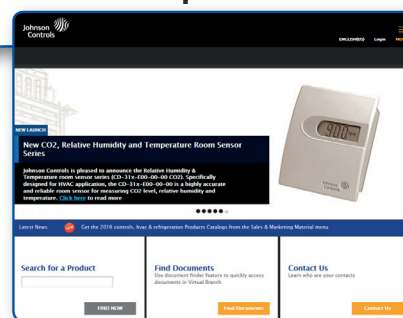 Johnson
Controls
ENGLISH(US) Login
NEW LAUNCH
New CO2, Relative Humidity and Temperature Room Sensor
Series
Johnson Controls is pleased to announce the Relative Humidity &
Temperature room sensor series (CD-31x-E00-00-00 CO2). Specifically
designed for HVAC application, the CD-31x-E00-00-00 is a highly accurate
and reliable room sensor for measuring CO2 level, relative humidity and
temperature. Click here to read more
900
Johnson
Controls
Latest News Get the 2016 controls, hvac & refrigeration Products Catalogs from the Sales & Marketing Material menu
Search for a Product
FIND NOW
Find Documents
Use document finder feature to quickly access
documents in Virtual Branch
Find Documents
Contact Us
Learn who are your contacts
Contact Us